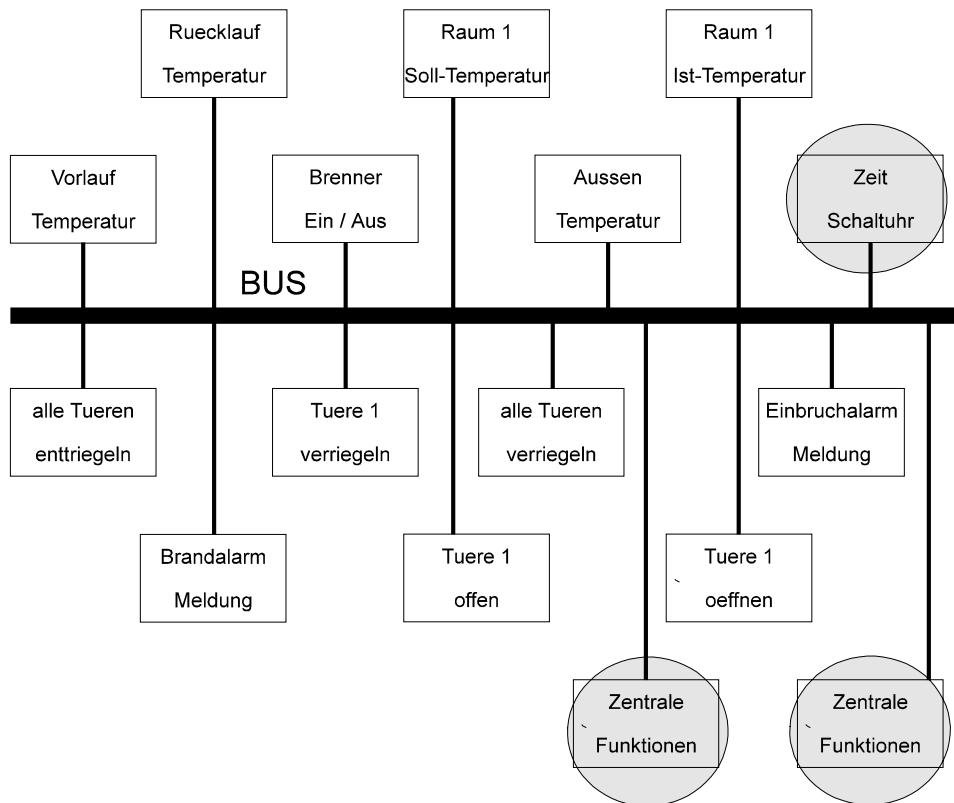 Ruecklauf
Temperatur
Raum 1
Soll-Temperatur
Raum 1
Ist-Temperatur
Vorlauf
Temperatur
Brenner
Ein / Aus
Aussen
Temperatur
Zeit
Schaltuhr
BUS
alle Tueren
enttriegeln
Tuere 1
verriegeln
alle Tueren
verriegeln
Einbruchalarm
Meldung
Brandalarm
Meldung
Tuere 1
offen
Tuere 1
oeffnen
Zentrale
Funktionen
Zentrale
Funktionen